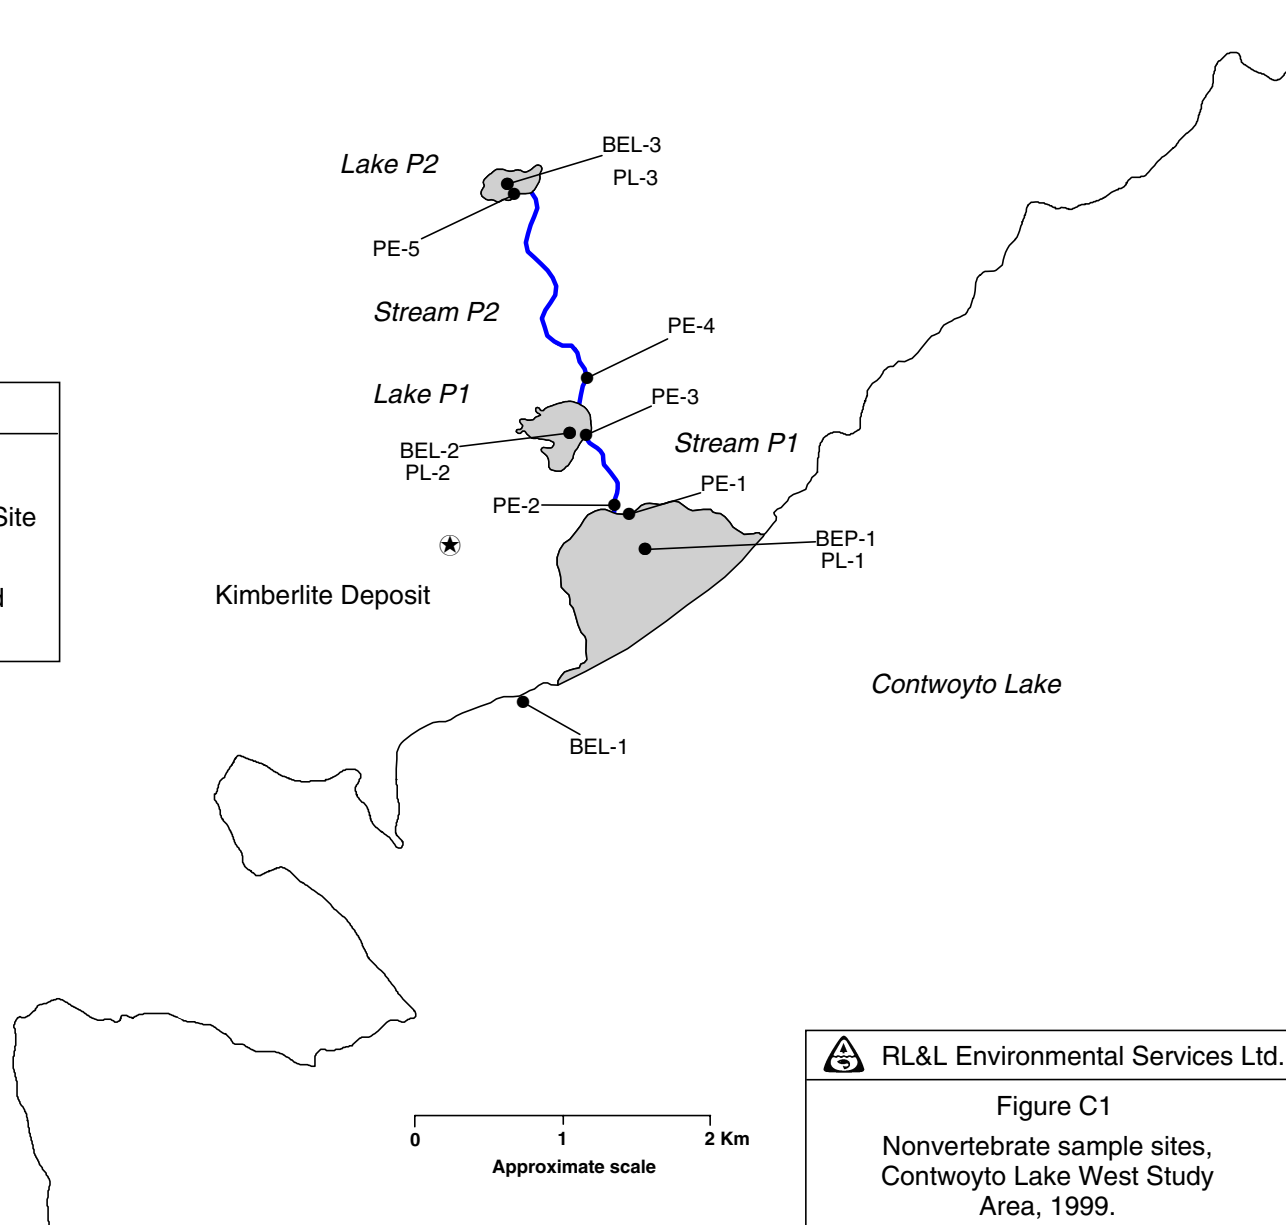 BEL-3
Lake P2
PL-3
PE-5
Stream P2
PE-4
Lake P1
PE-3
Stream P1
BEL-2
PL-2
PE-1
PE-2
Site
BEP-1
PL-1
Kimberlite Deposit
Contwoyto Lake
BEL-1
0 1 2 Km
Approximate scale
RL&L Environmental Services Ltd.
Figure C1
Nonvertebrate sample sites,
Contwoyto Lake West Study
Area, 1999.